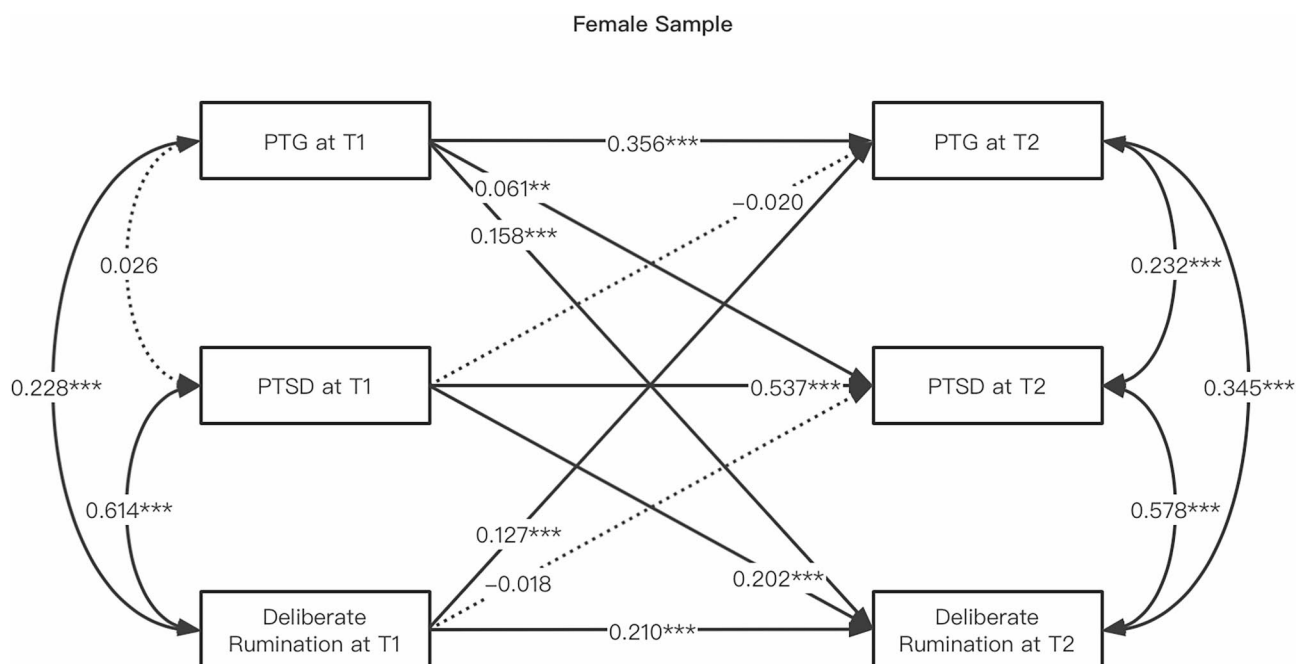 Female Sample
PTG at T1
0.356***
PTG at T2
0.061**
−0.020
0.158***
0.026
0.232***
0.228***
PTSD at T1
0.537***
PTSD at T2
0.345***
0.614***
0.578***
0.127***
−0.018
0.202***
Deliberate
Rumination at T1
0.210***
Deliberate
Rumination at T2